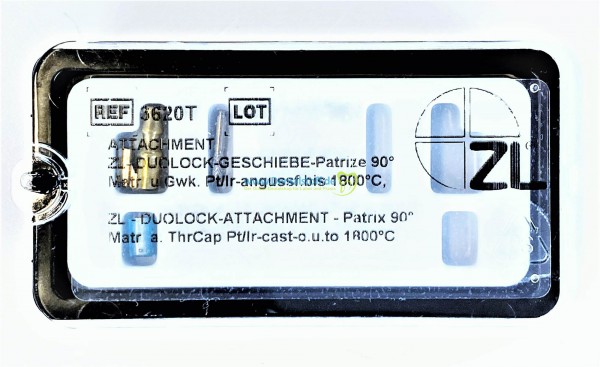 REF 3620T LOT
ATTACHMENT
ZL - DUOLOCK-GESCHIEBE-Patrize 90°
Matr. u.Gwk. Pt/Ir-angussf.bis 1800°C,
ZL
ZL - DUOLOCK-ATTACHMENT - Patrix 90°
Matr. a. ThrCap Pt/Ir-cast-o.u.to 1800°C